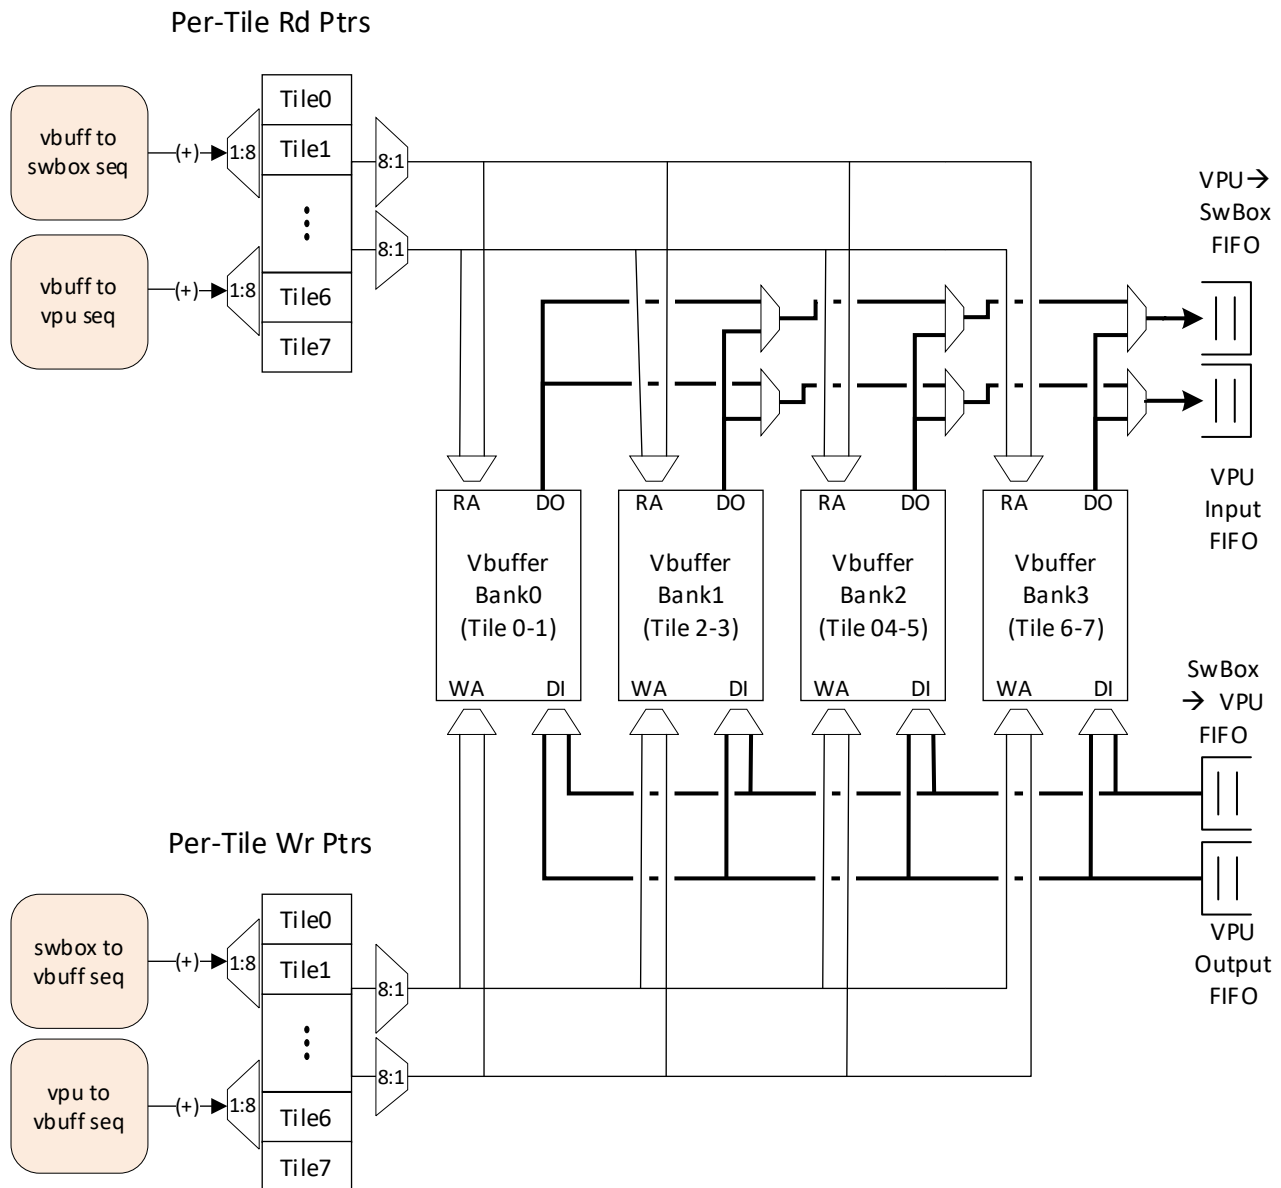 Per-Tile Rd Ptrs
vbuff to
swbox seq
(+)
1:8
Tile0
Tile1
8:1
vbuff to
vpu seq
(+)
1:8
Tile6
Tile7
8:1
VPU→
SwBox
FIFO
VPU
Input
FIFO
RA DO
Vbuffer
Bank0
(Tile 0-1)
WA DI
RA DO
Vbuffer
Bank1
(Tile 2-3)
WA DI
RA DO
Vbuffer
Bank2
(Tile 04-5)
WA DI
RA DO
Vbuffer
Bank3
(Tile 6-7)
WA DI
SwBox
→ VPU
FIFO
VPU
Output
FIFO
Per-Tile Wr Ptrs
swbox to
vbuff seq
(+)
1:8
Tile0
Tile1
8:1
vpu to
vbuff seq
(+)
1:8
Tile6
Tile7
8:1